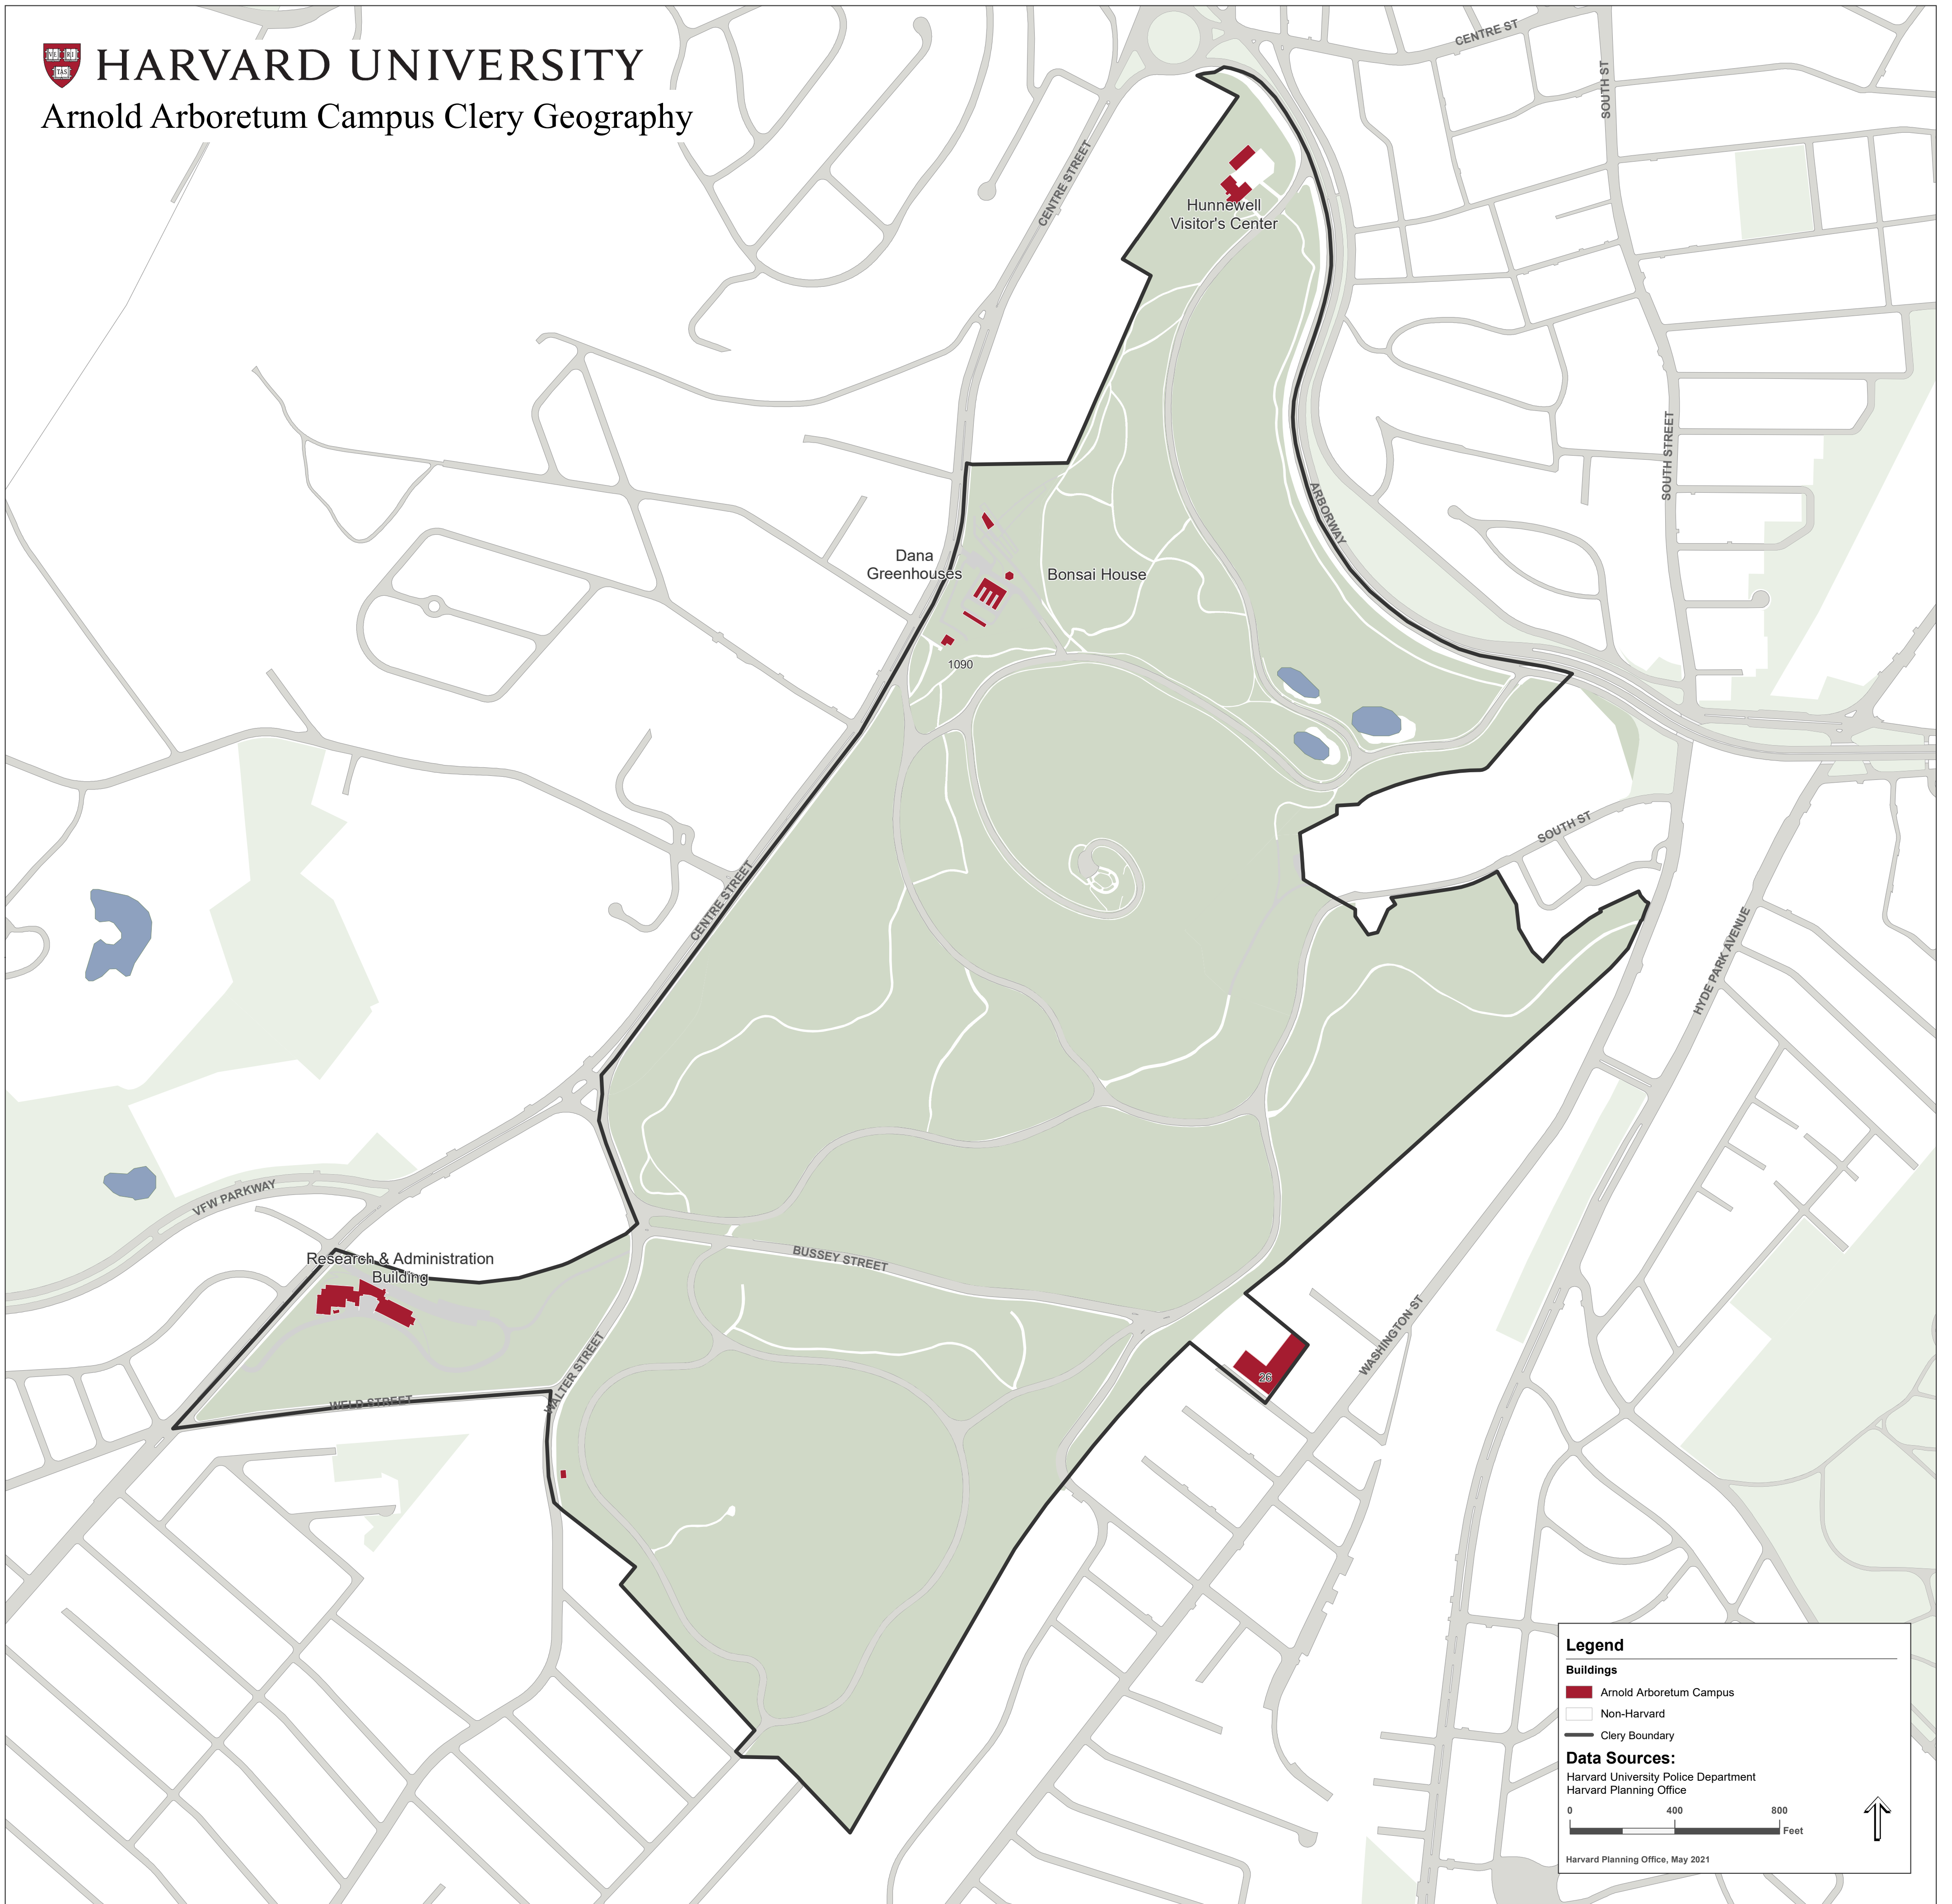 VE RI TAS
HARVARD UNIVERSITY
Arnold Arboretum Campus Clery Geography
CENTRE ST
SOUTH ST
CENTRE STREET
Hunnewell
Visitor's Center
SOUTH STREET
ARBORWAY
Dana
Greenhouses
Bonsai House
1090
SOUTH ST
CENTRE STREET
HYDE PARK AVENUE
VFW PARKWAY
Research & Administration
Building
BUSSEY STREET
WASHINGTON ST
WALTER STREET
26
WELD STREET
Legend
Buildings
Arnold Arboretum Campus
Non-Harvard
Clery Boundary
Data Sources:
Harvard University Police Department
Harvard Planning Office
0 400 800
Feet
Harvard Planning Office, May 2021